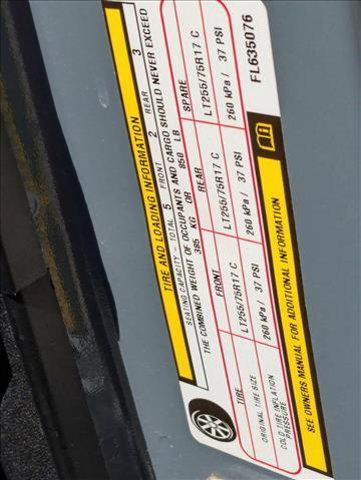 TIRE AND LOADING INFORMATION
SEATING CAPACITY - TOTAL 5 FRONT 2 REAR 3
THE COMBINED WEIGHT OF OCCUPANTS AND CARGO SHOULD NEVER EXCEED
385 KG OR 850 LB
TIRE FRONT REAR SPARE
ORIGINAL TIRE SIZE LT255/75R17 C LT255/75R17 C LT255/75R17 C
COLD TIRE INFLATION PRESSURE 260 kPa / 37 PSI 260 kPa / 37 PSI 260 kPa / 37 PSI
SEE OWNERS MANUAL FOR ADDITIONAL INFORMATION
FL635076